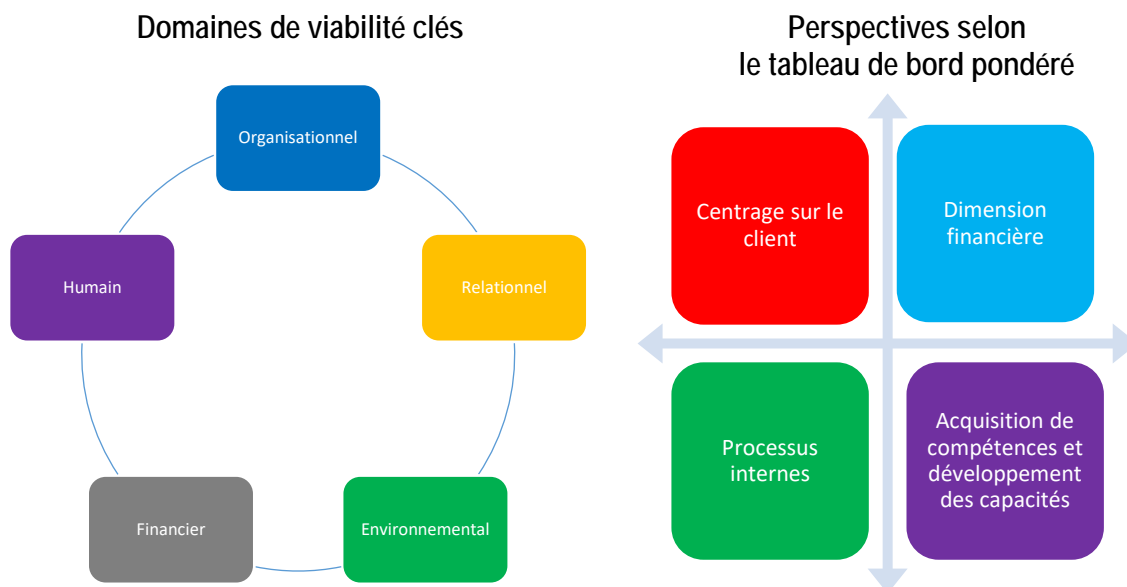 Domaines de viabilité clés
Organisationnel
Humain
Relationnel
Financier
Environnemental
Perspectives selon
le tableau de bord pondéré
Centrage sur le
client
Dimension
financière
Processus
internes
Acquisition de
compétences et
développement
des capacités